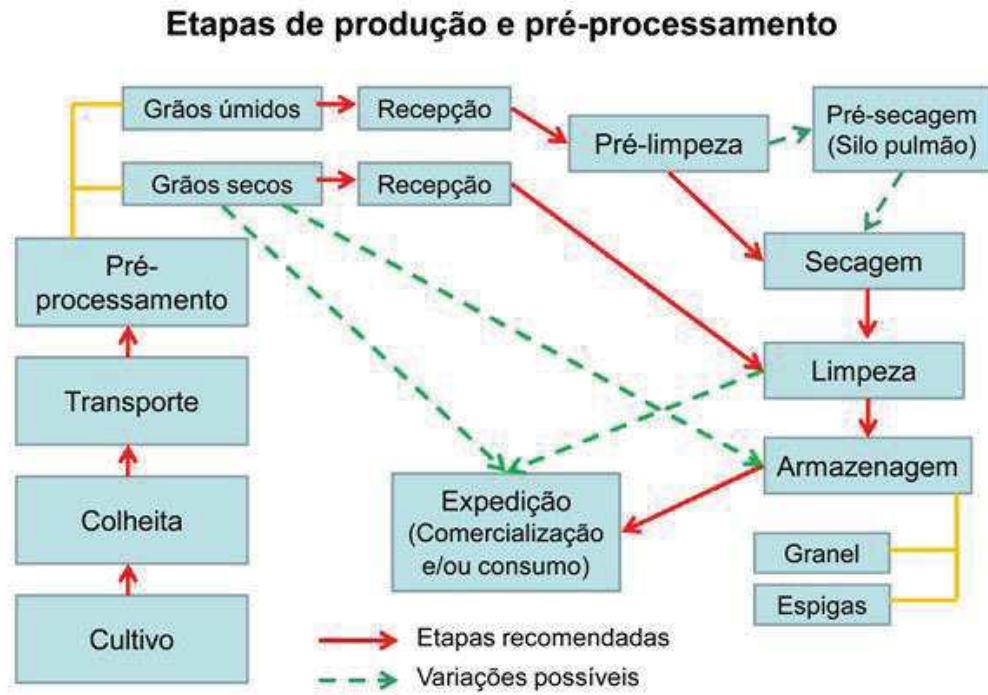 Etapas de produção e pré-processamento
Grãos úmidos
Recepção
Pré-limpeza
Pré-secagem
(Silo pulmão)
Grãos secos
Recepção
Pré-
processamento
Secagem
Transporte
Limpeza
Colheita
Expedição
(Comercialização
e/ou consumo)
Armazenagem
Granel
Espigas
Cultivo
Etapas recomendadas
Variações possíveis